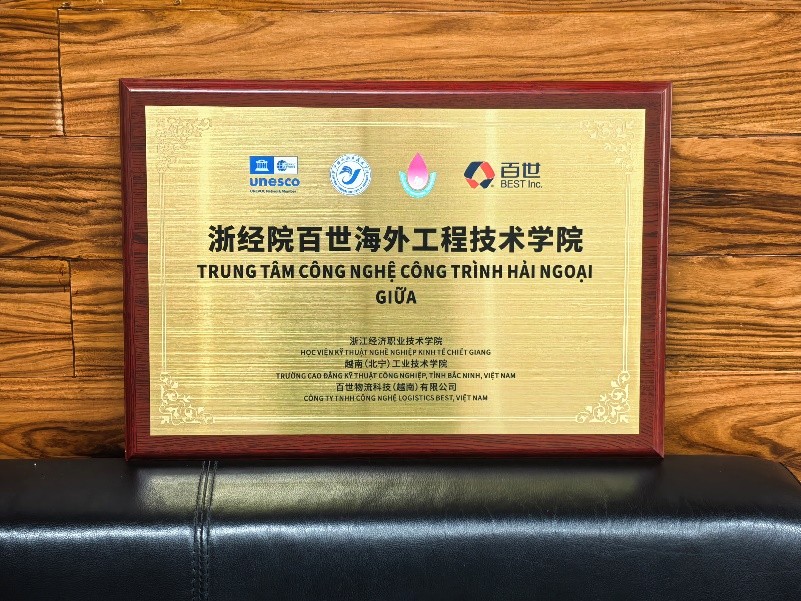 unesco
百世
BEST Inc.
浙经院百世海外工程技术学院
TRUNG TÂM CÔNG NGHỆ CÔNG TRÌNH HẢI NGOẠI
GIỮA
浙江经济职业技术学院
HỌC VIỆN KỸ THUẬT NGHỀ NGHIỆP KINH TẾ CHIẾT GIANG
越南(北宁)工业技术学院
TRƯỜNG CAO ĐẲNG KỸ THUẬT CÔNG NGHIỆP, TỈNH BẮC NINH, VIỆT NAM
百世物流科技(越南)有限公司
CÔNG TY TNHH CÔNG NGHỆ LOGISTICS BEST, VIỆT NAM